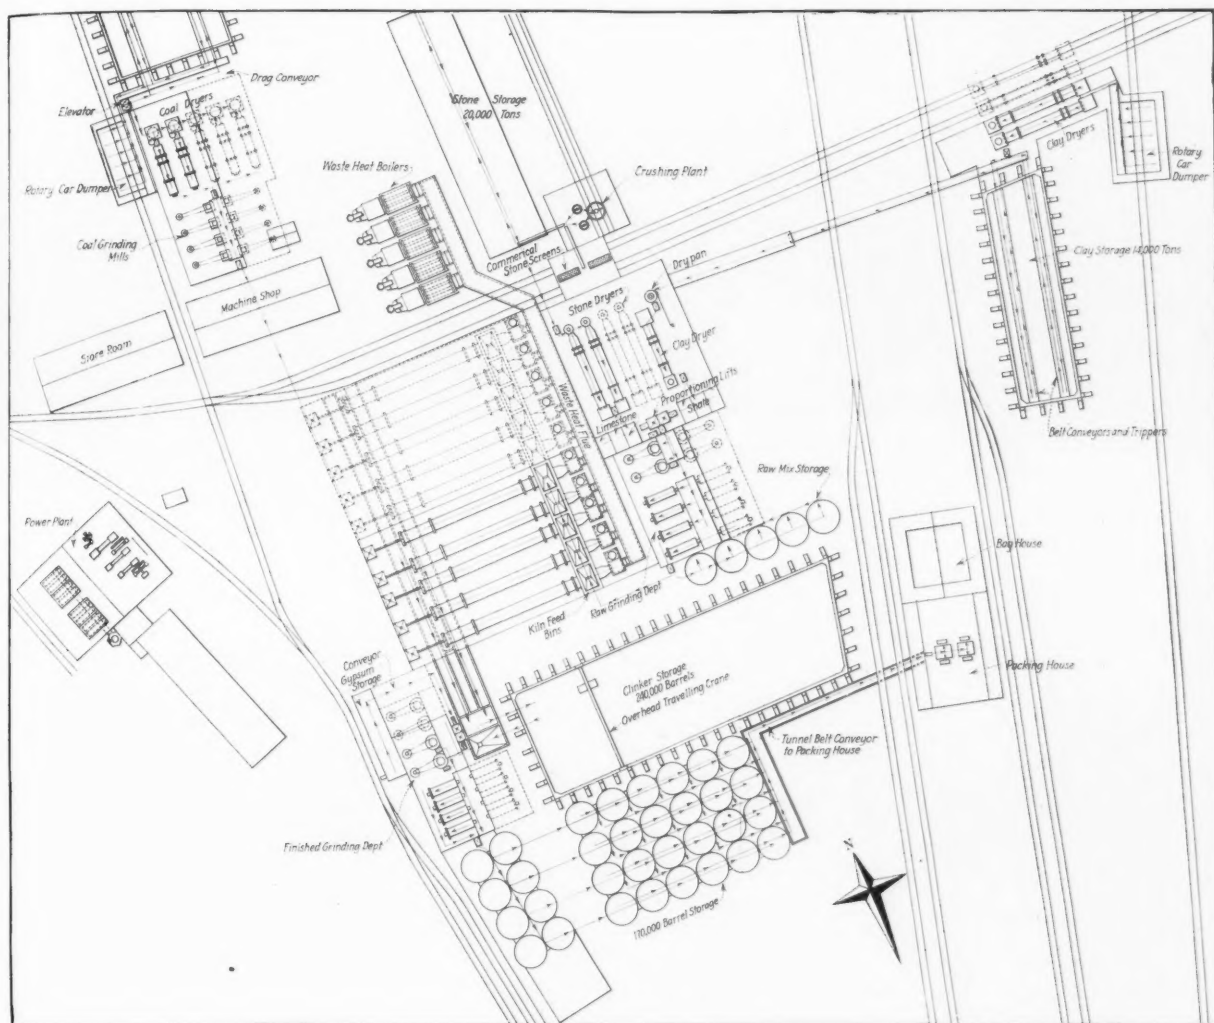 Drag Conveyor
Elevator
Coal Dryers
Stone Storage
20,000 Tons
Waste Heat Boilers
Crushing Plant
Clay Dryers
Rotary
Car
Dumper
Rotary Car Dumper
Coal Grinding
Mills
Commerical
Stone Screens
Dry pan
Clay Storage 14,000 Tons
Machine Shop
Stone Dryers
Store Room
Clay Dryer
Waste Heat Flue
Proportioning Lifts
Shale
Limestone
Belt Conveyors and Trippers
Raw Mix Storage
Power Plant
Bag House
Raw Grinding Dept
Kiln Feed
Bins
Conveyor
Gypsum
Storage
Clinker Storage
280,000 Barrels
Overhead Travelling Crane
Packing House
Tunnel Belt Conveyor
to Packing House
Finished Grinding Dept
N
170,000 Barrel Storage